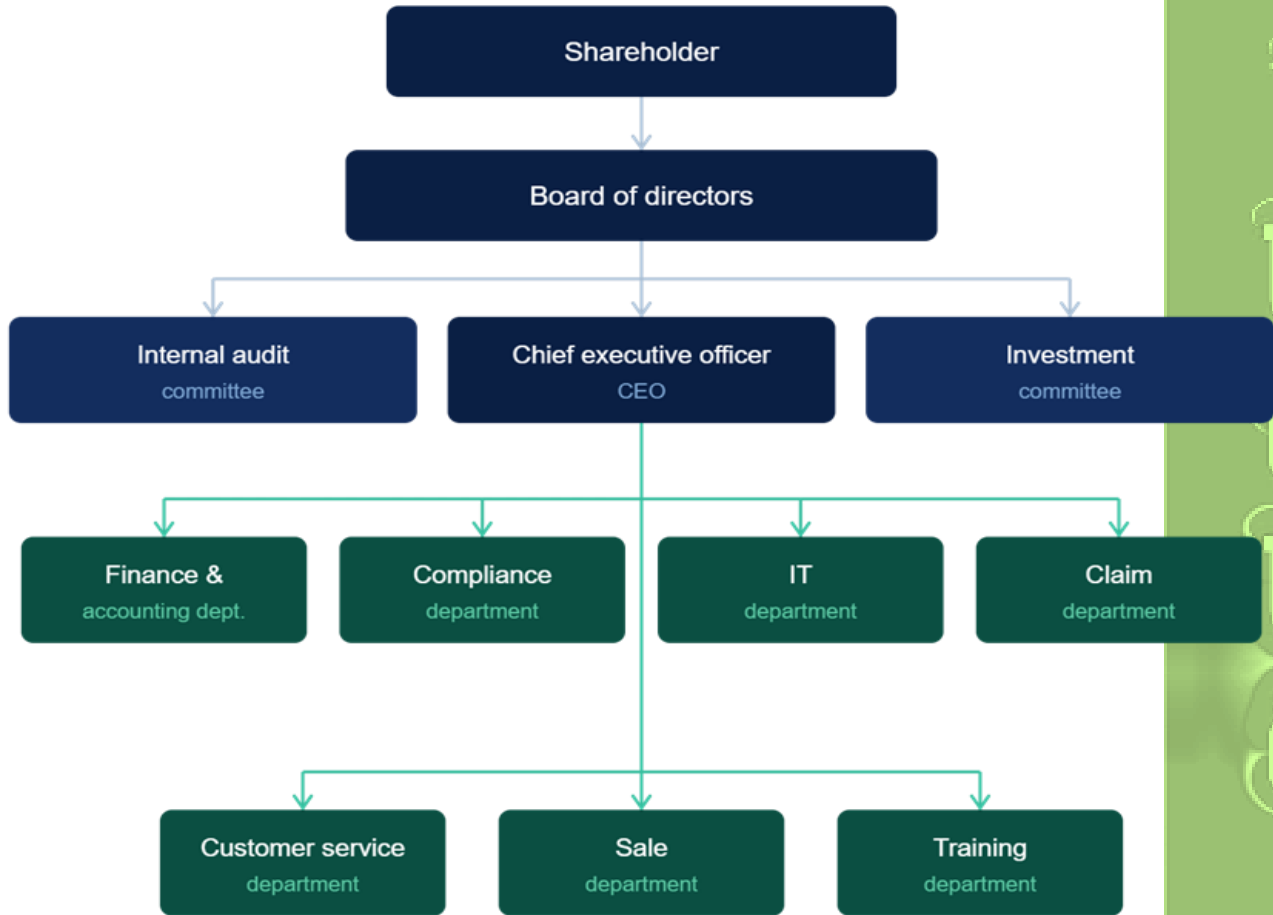 Shareholder
Board of directors
Internal audit
committee
Chief executive officer
CEO
Investment
committee
Finance &
accounting dept.
Compliance
department
IT
department
Claim
department
Customer service
department
Sale
department
Training
department